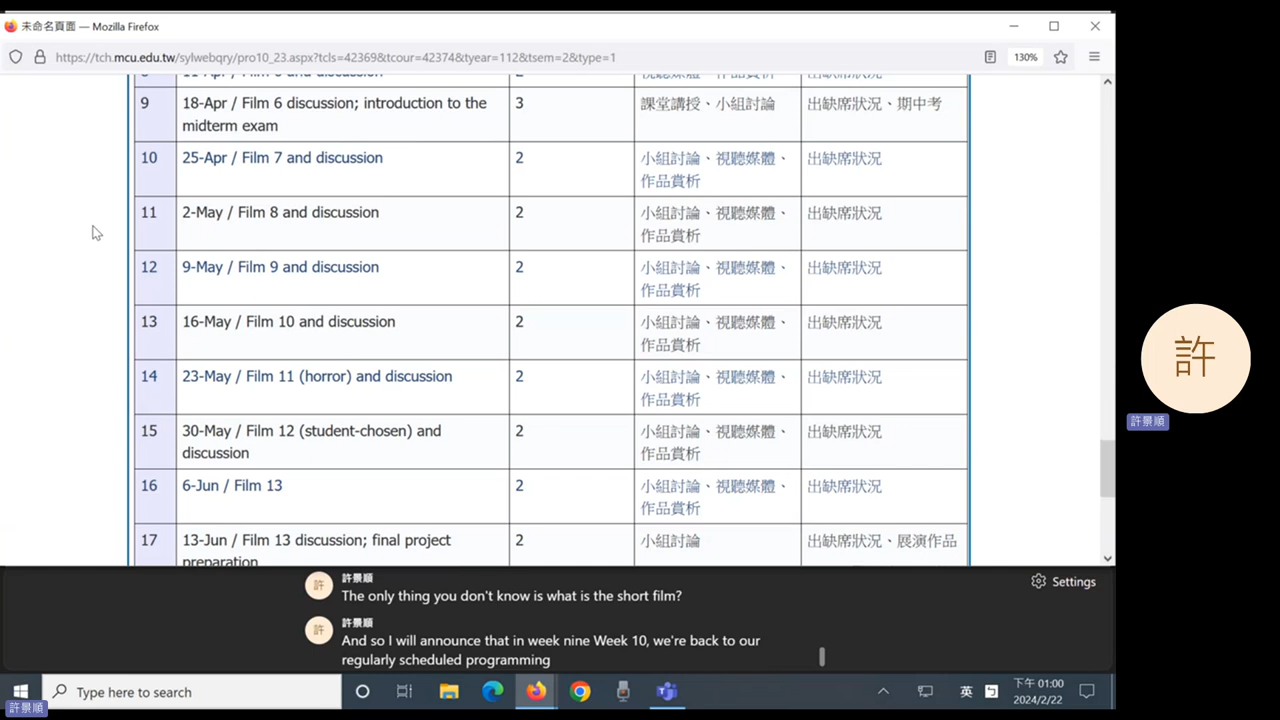 未命名頁面 — Mozilla Firefox
https://tch.mcu.edu.tw/sylwebqry/pro10_23.aspx?tcls=42369&tcour=42374&tyear=112&tsem=2&type=1
130%
9
18-Apr / Film 6 discussion; introduction to the
midterm exam
3
課堂講授、小組討論
出缺席狀況、期中考
10
25-Apr / Film 7 and discussion
2
小組討論、視聽媒體、
作品賞析
出缺席狀況
11
2-May / Film 8 and discussion
2
小組討論、視聽媒體、
作品賞析
出缺席狀況
12
9-May / Film 9 and discussion
2
小組討論、視聽媒體、
作品賞析
出缺席狀況
13
16-May / Film 10 and discussion
2
小組討論、視聽媒體、
作品賞析
出缺席狀況
14
23-May / Film 11 (horror) and discussion
2
小組討論、視聽媒體、
作品賞析
出缺席狀況
15
30-May / Film 12 (student-chosen) and
discussion
2
小組討論、視聽媒體、
作品賞析
出缺席狀況
16
6-Jun / Film 13
2
小組討論、視聽媒體、
作品賞析
出缺席狀況
17
13-Jun / Film 13 discussion; final project
preparation
2
小組討論
出缺席狀況、展演作品
許
許景順
許
許景順
The only thing you don't know is what is the short film?
Settings
許
許景順
And so I will announce that in week nine Week 10, we're back to our
regularly scheduled programming
Type here to search
英
下午 01:00
2024/2/22
許景順